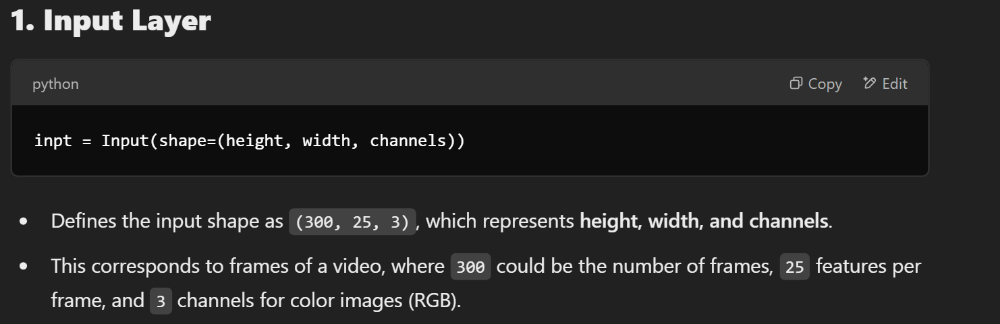 1. Input Layer
python
Copy
Edit
inpt = Input(shape=(height, width, channels))
Defines the input shape as (300, 25, 3), which represents height, width, and channels.
This corresponds to frames of a video, where 300 could be the number of frames, 25 features per
frame, and 3 channels for color images (RGB).